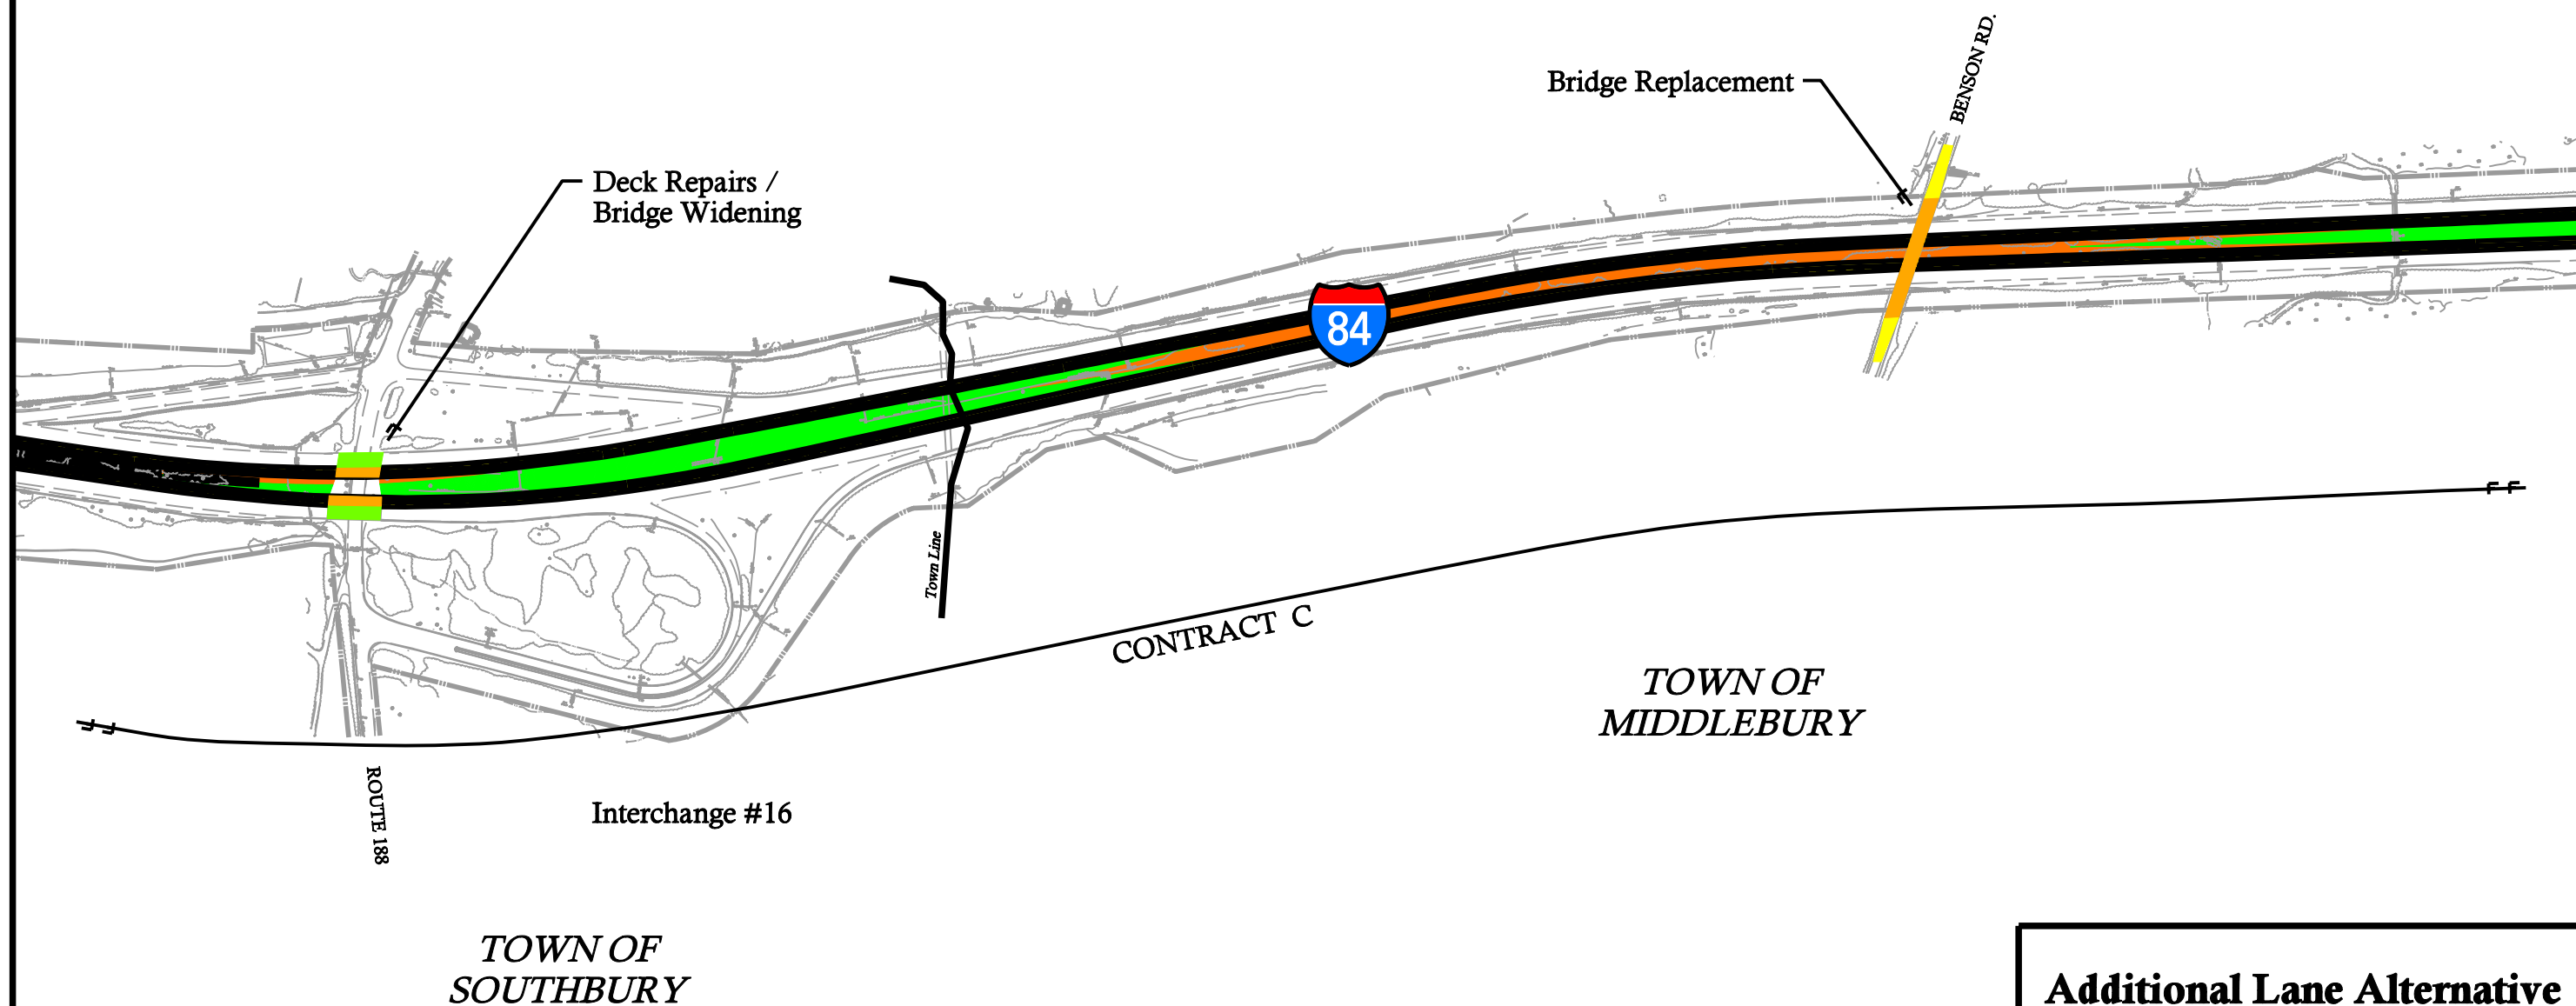 BENSON RD.
Bridge Replacement
Deck Repairs /
Bridge Widening
84
Town Line
CONTRACT C
TOWN OF
MIDDLEBURY
ROUTE 188
Interchange #16
TOWN OF
SOUTHBURY
Additional Lane Alternative